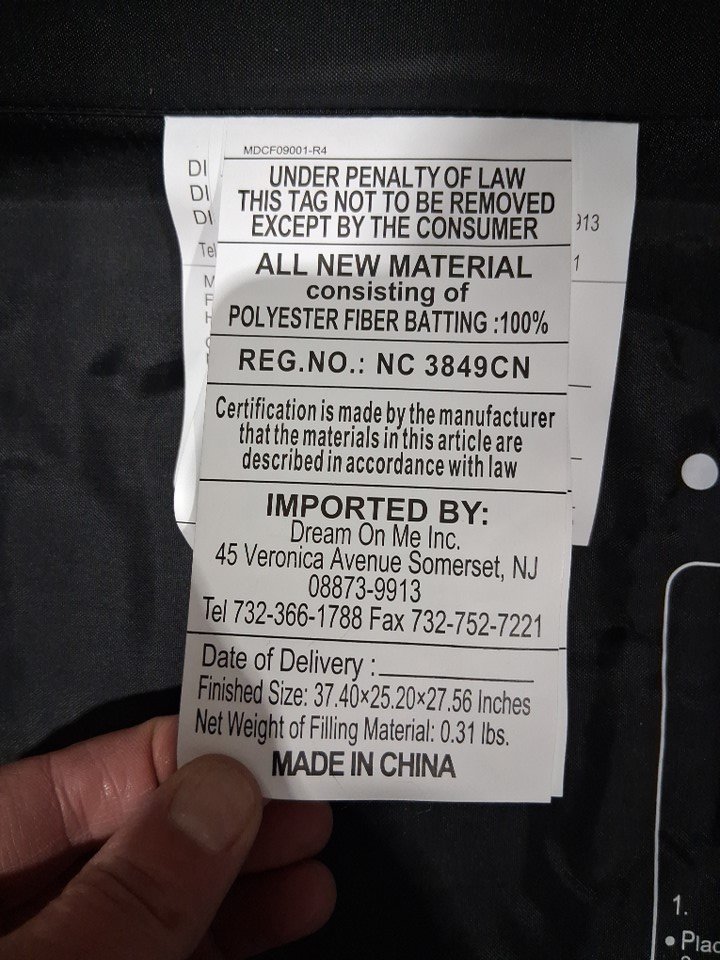 MDCF09001-R4
UNDER PENALTY OF LAW
THIS TAG NOT TO BE REMOVED
EXCEPT BY THE CONSUMER
ALL NEW MATERIAL
consisting of
POLYESTER FIBER BATTING :100%
REG.NO.: NC 3849CN
Certification is made by the manufacturer
that the materials in this article are
described in accordance with law
IMPORTED BY:
Dream On Me Inc.
45 Veronica Avenue Somerset, NJ
08873-9913
Tel 732-366-1788 Fax 732-752-7221
Date of Delivery :
Finished Size: 37.40×25.20×27.56 Inches
Net Weight of Filling Material: 0.31 lbs.
MADE IN CHINA
913
1
Tel
1.